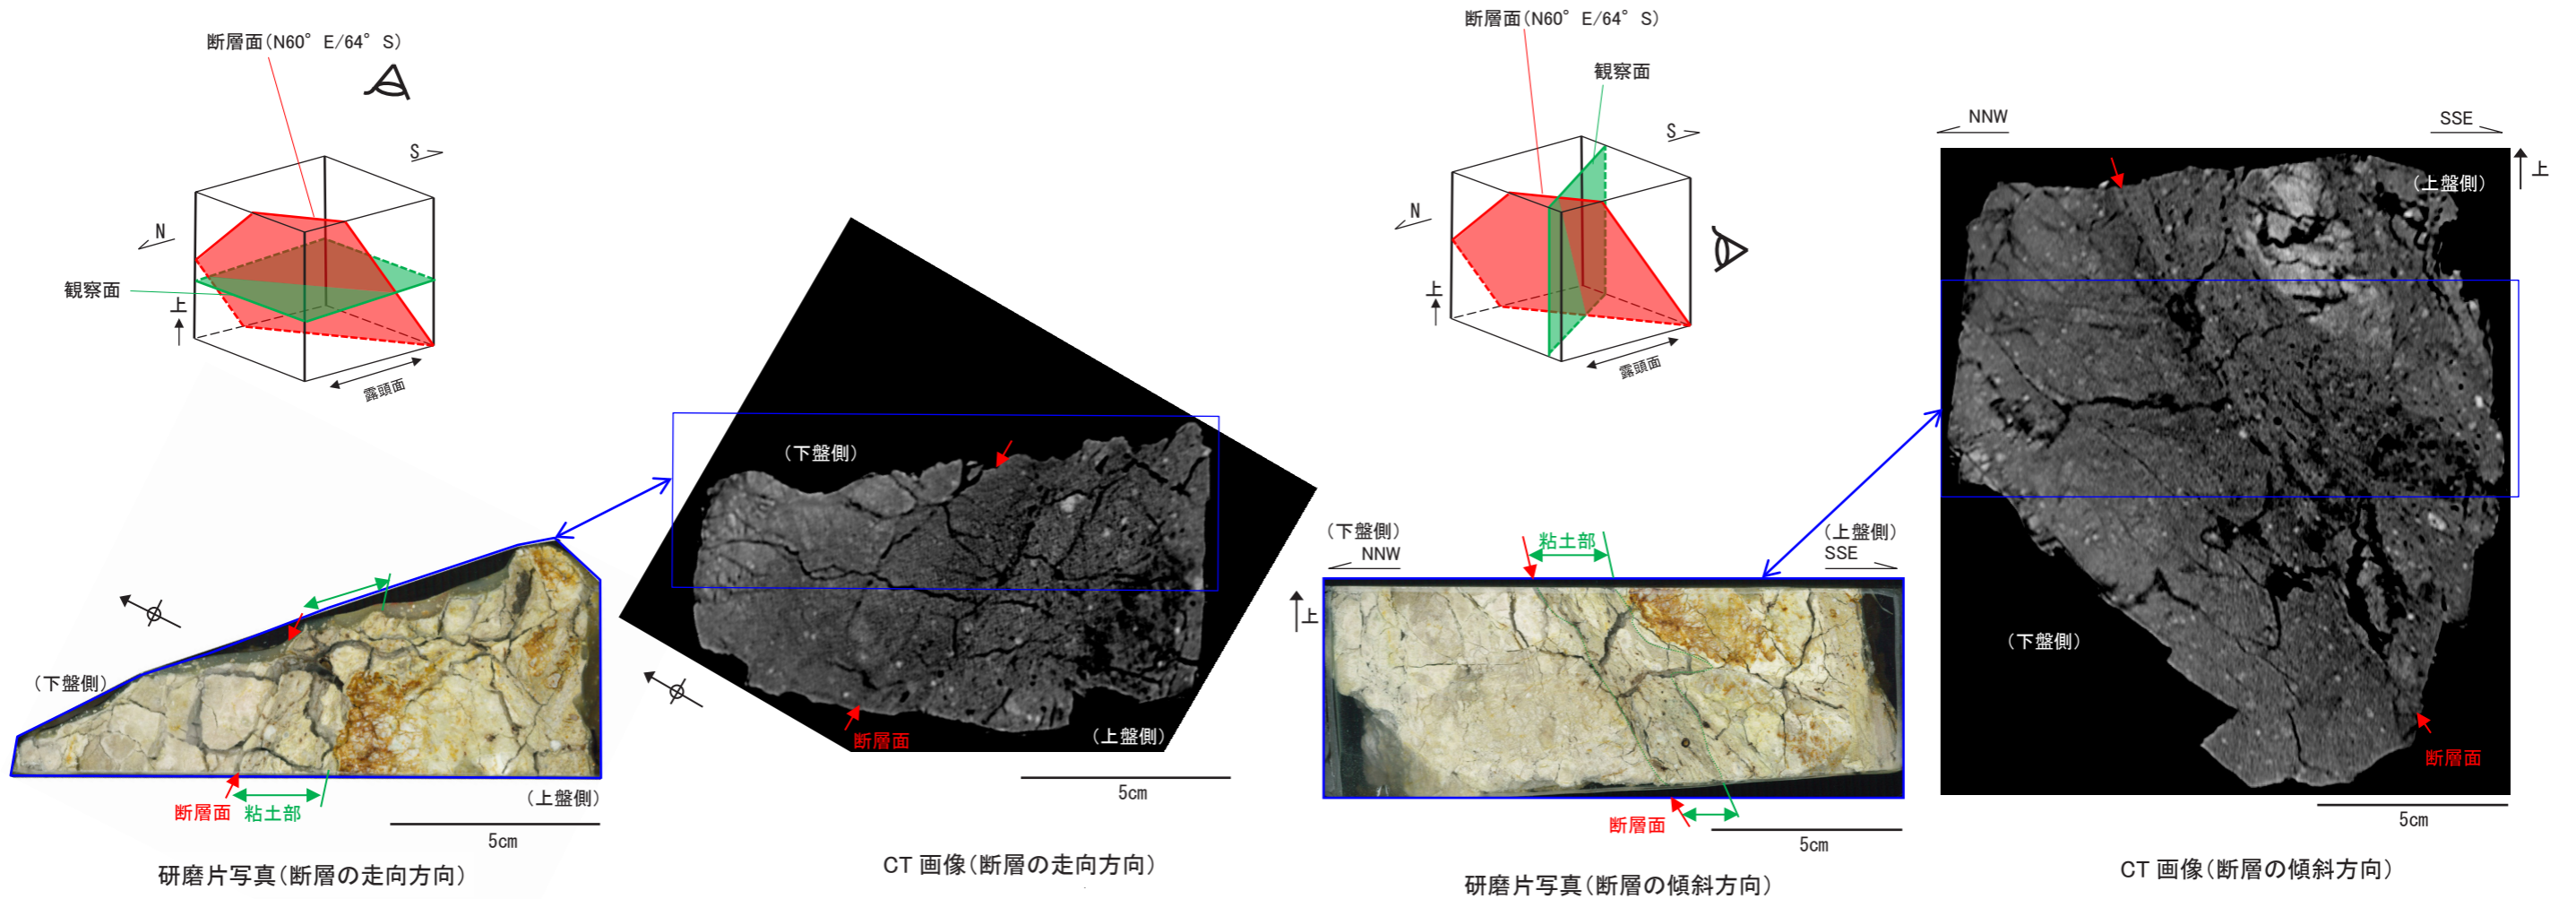 断層面(N60°E/64°S)
S
N
観察面
上
露頭面
(下盤側)
断層面
粘土部
(上盤側)
5cm
研磨片写真(断層の走向方向)
(下盤側)
断層面
(上盤側)
5cm
CT 画像(断層の走向方向)
断層面(N60°E/64°S)
観察面
S
N
上
露頭面
(下盤側)
NNW
粘土部
(上盤側)
SSE
上
断層面
5cm
研磨片写真(断層の傾斜方向)
NNW
SSE
上
(上盤側)
(下盤側)
断層面
5cm
CT 画像(断層の傾斜方向)